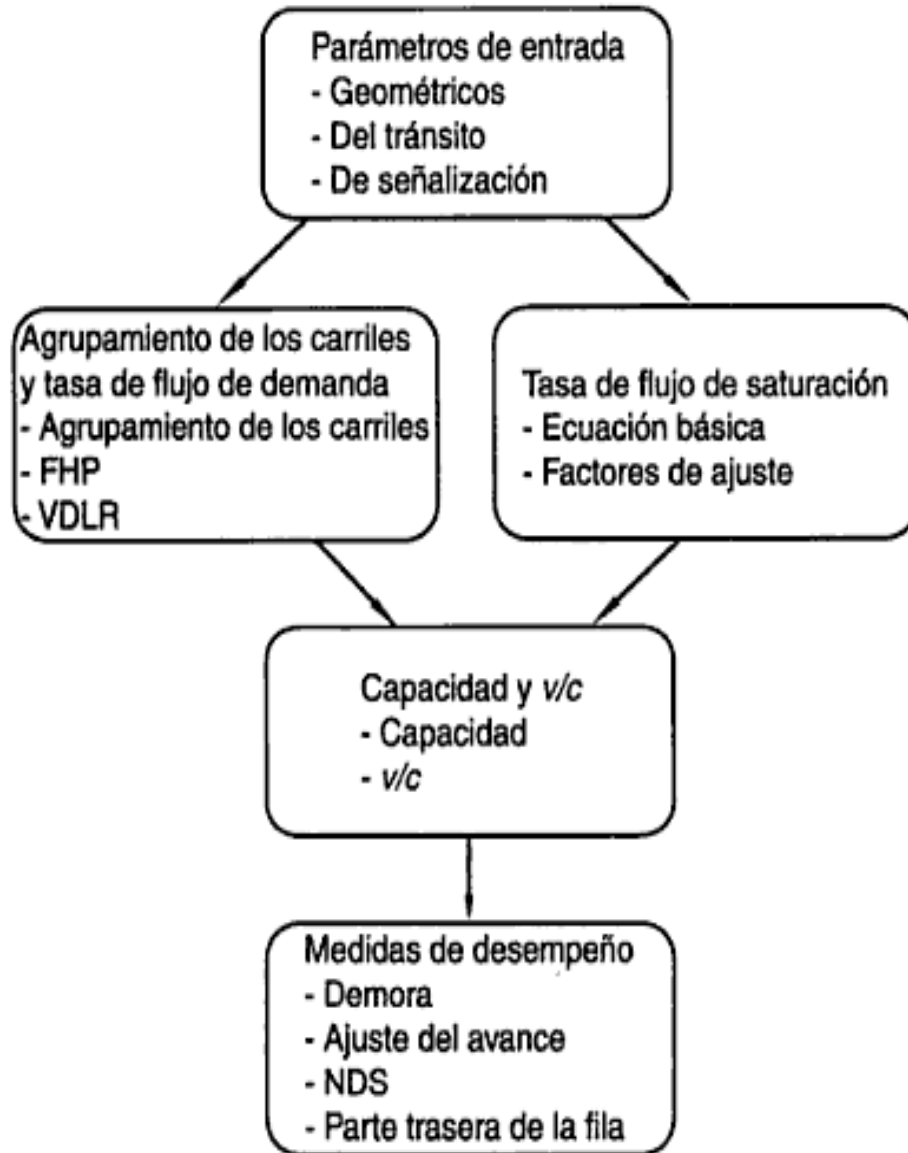 Parámetros de entrada
- Geométricos
- Del tránsito
- De señalización
Agrupamiento de los carriles
y tasa de flujo de demanda
- Agrupamiento de los carriles
- FHP
- VDLR
Tasa de flujo de saturación
- Ecuación básica
- Factores de ajuste
Capacidad y v/c
- Capacidad
- v/c
Medidas de desempeño
- Demora
- Ajuste del avance
- NDS
- Parte trasera de la fila